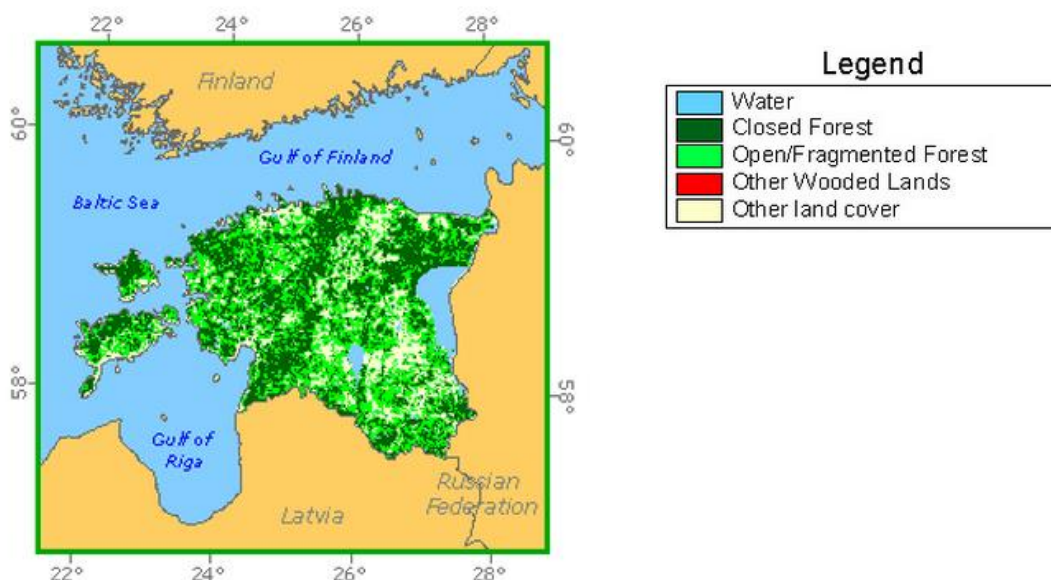 22° 24° 26° 28°
Finland
60°
60°
Gulf of Finland
Baltic Sea
58°
58°
Gulf of
Riga
Russian
Federation
Latvia
22° 24° 26° 28°
Legend
Water
Closed Forest
Open/Fragmented Forest
Other Wooded Lands
Other land cover